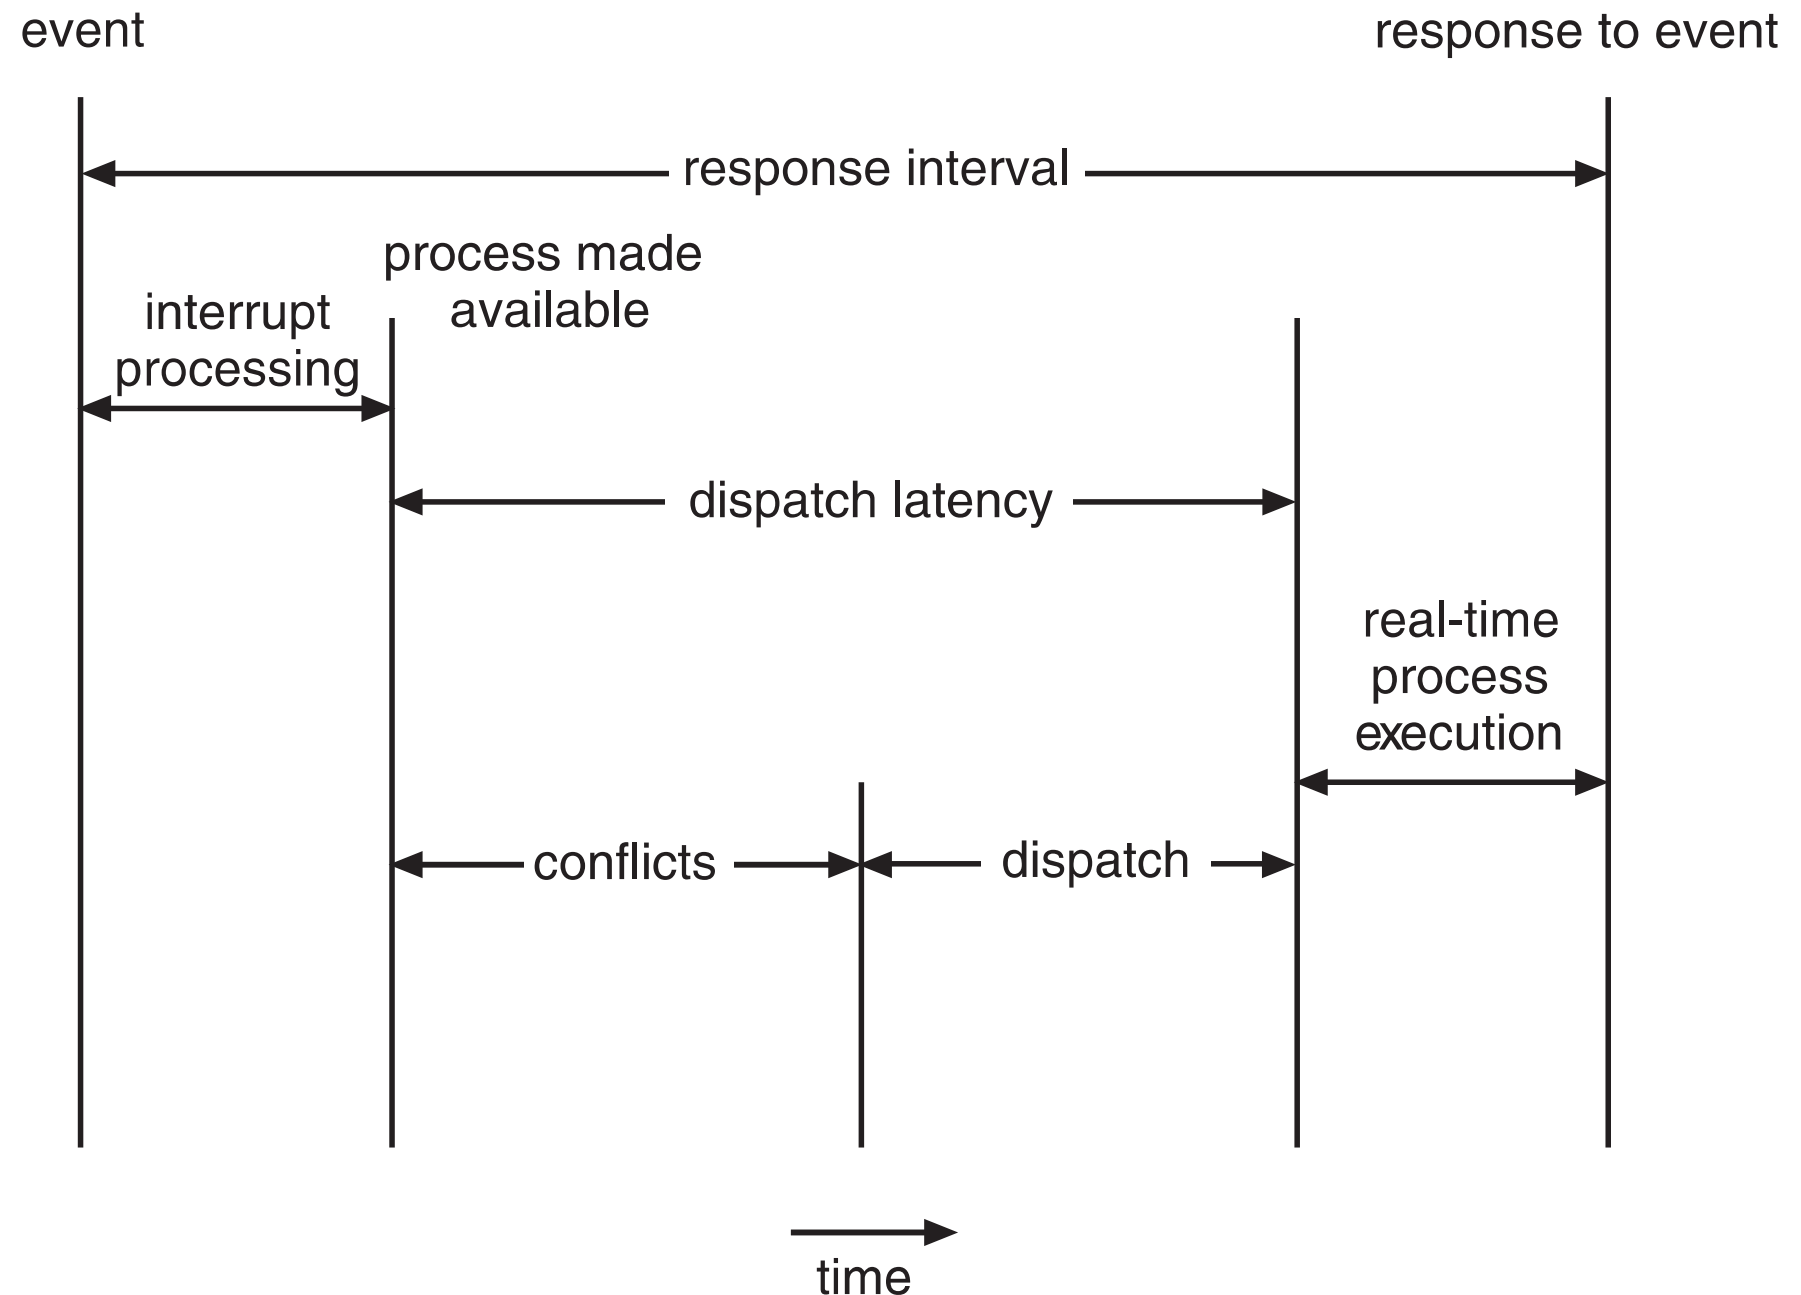 event
response to event
response interval
process made
available
interrupt
processing
dispatch latency
real-time
process
execution
conflicts
dispatch
time